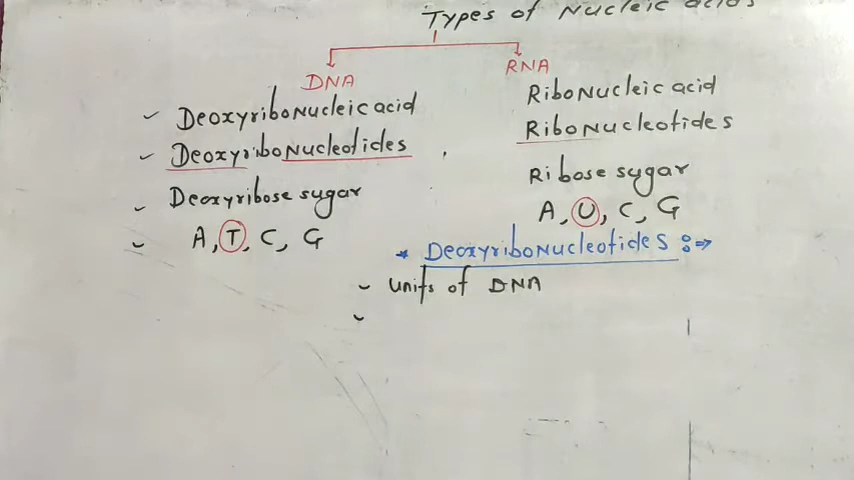 Types of Nucleic acids
DNA
RNA
Deoxyribonucleic acid
Ribonucleic acid
Deoxyribonucleotides
Ribonucleotides
Deoxyribose sugar
Ribose sugar
A, T, C, G
A, U, C, G
* Deoxyribonucleotides :⇒
units of DNA